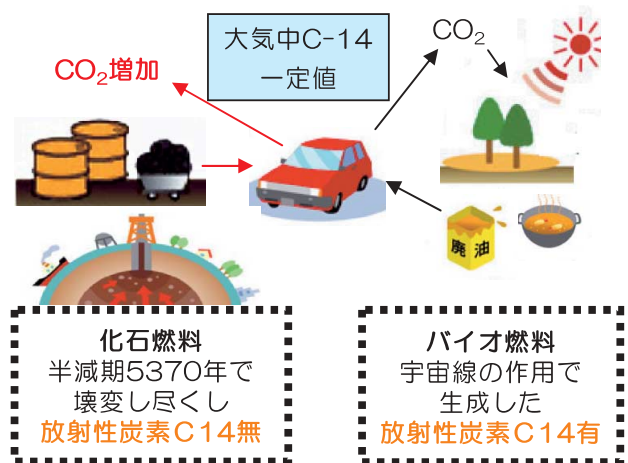 大気中C-14
一定値
CO₂
CO₂増加
廃油
化石燃料
半減期5370年で
壊変し尽くし
放射性炭素C14無
バイオ燃料
宇宙線の作用で
生成した
放射性炭素C14有